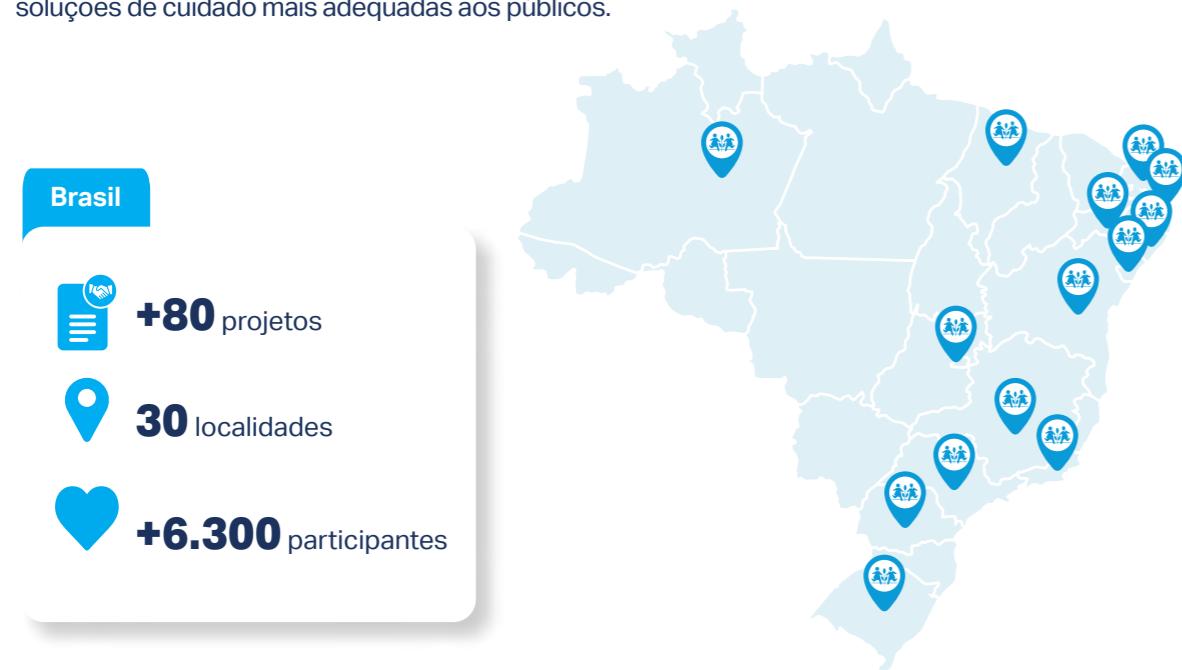 soluções de cuidado mais adequadas aos públicos.
Brasil
+80 projetos
30 localidades
+6.300 participantes